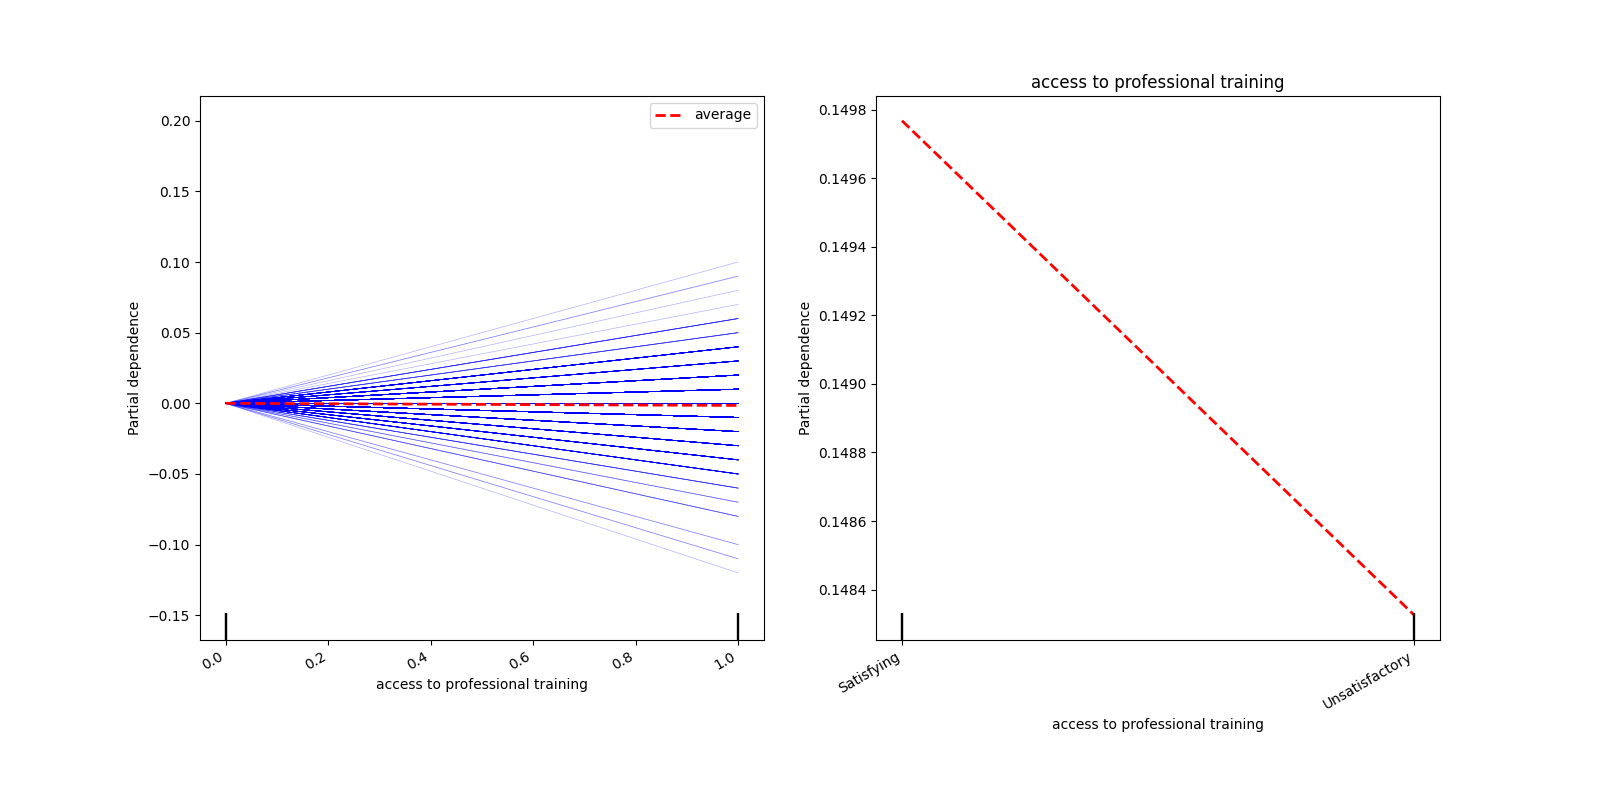 average
0.20
0.15
0.10
0.05
0.00
−0.05
−0.10
−0.15
Partial dependence
0.0
0.2
0.4
0.6
0.8
1.0
access to professional training
access to professional training
0.1498
0.1496
0.1494
0.1492
0.1490
0.1488
0.1486
0.1484
Partial dependence
Satisfying
Unsatisfactory
access to professional training